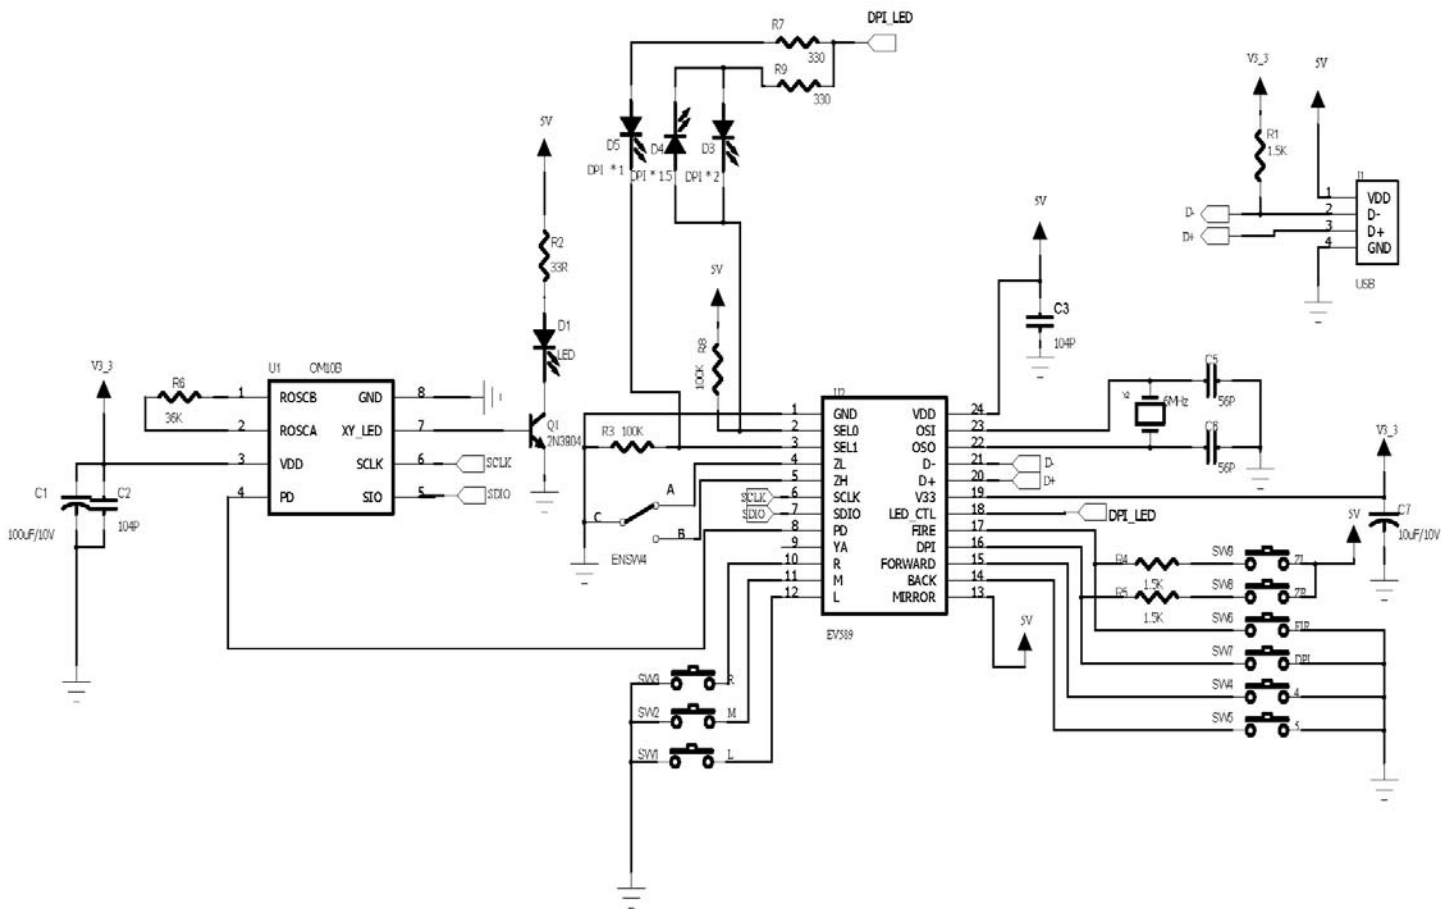 R7
330
DPI_LED
R9
330
D5
DPI *1
D4
DPI *1.5
D3
DPI *2
5V
R2
33R
D1
LED
Q1
2N3904
V3_3
R1
1.5K
5V
J1
1 VDD
2 D-
3 D+
4 GND
USB
D-
D+
5V
C3
104P
5V
R8
100K
V3_3
R6
36K
C1
100uF/10V
C2
104P
U1 OM10B
1 ROSCB GND 8
2 ROSCA XY_LED 7
3 VDD SCLK 6
4 PD SIO 5
SCLK
SDIO
R3 100K
A
C
B
ENSW4
SCLK
SDIO
U2
1 GND VDD 24
2 SEL0 OSI 23
3 SEL1 OSO 22
4 ZL D- 21
5 ZH D+ 20
6 SCLK V33 19
7 SDIO LED_CTL 18
8 PD FIRE 17
9 YA DPI 16
10 R FORWARD 15
11 M BACK 14
12 L MIRROR 13
EV589
6MHz
C5
56P
C6
56P
D-
D+
DPI_LED
V3_3
C7
10uF/10V
5V
R4
1.5K
R5
1.5K
SW9
SW8 ZR
SW6 FIR
SW7 DPI
SW4 4
SW5 5
5V
SW3 R
SW2 M
SW1 L